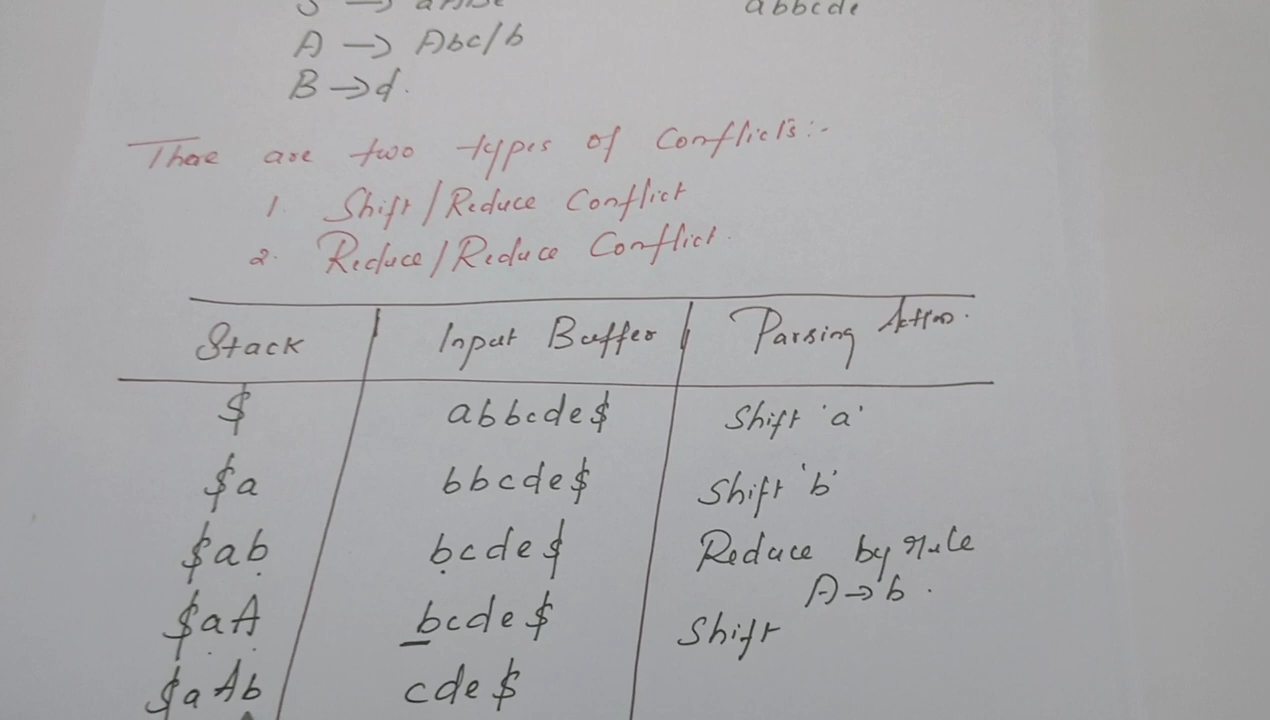 abbcde
A → Abc/b
B → d.
There are two types of Conflicts:-
1. Shift/Reduce Conflict
2. Reduce/Reduce Conflict.
Stack Input Buffer Parsing Action.
$ abbcde$ Shift 'a'
$a bbcde$ Shift 'b'
$ab bcde$ Reduce by rule
A→b.
$aA bcde$ Shift
$aAb cde$